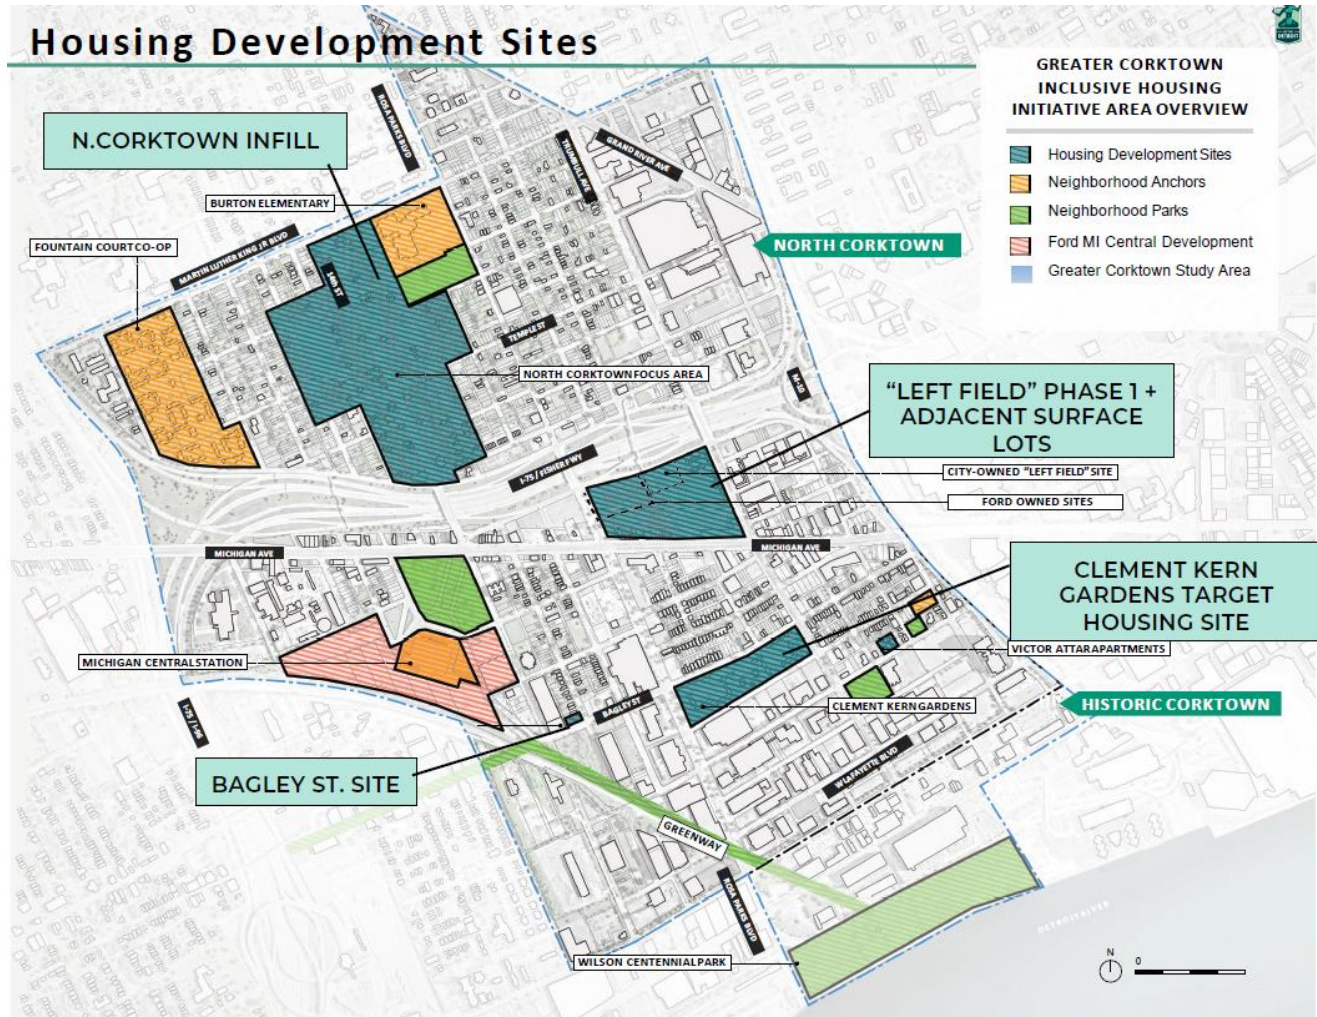 Housing Development Sites
DETROIT
GREATER CORKTOWN
INCLUSIVE HOUSING
INITIATIVE AREA OVERVIEW
Housing Development Sites
Neighborhood Anchors
Neighborhood Parks
Ford MI Central Development
Greater Corktown Study Area
N.CORKTOWN INFILL
ROSA PARKS BLVD
TRUMBULL AVE
GRAND RIVER AVE
BURTON ELEMENTARY
FOUNTAIN COURT CO-OP
MARTIN LUTHER KING JR BLVD
14TH ST
NORTH CORKTOWN
TEMPLE ST
NORTH CORKTOWN FOCUS AREA
M-10
"LEFT FIELD" PHASE 1 +
ADJACENT SURFACE
LOTS
I-75 / FISHER FWY
CITY-OWNED "LEFT FIELD" SITE
FORD OWNED SITES
MICHIGAN AVE
MICHIGAN AVE
CLEMENT KERN
GARDENS TARGET
HOUSING SITE
VICTOR ATTAR APARTMENTS
MICHIGAN CENTRAL STATION
I-75 / I-96
BAGLEY ST
CLEMENT KERN GARDENS
HISTORIC CORKTOWN
BAGLEY ST. SITE
W LAFAYETTE BLVD
GREENWAY
ROSA PARKS BLVD
DETROIT RIVER
WILSON CENTENNIAL PARK
N
0